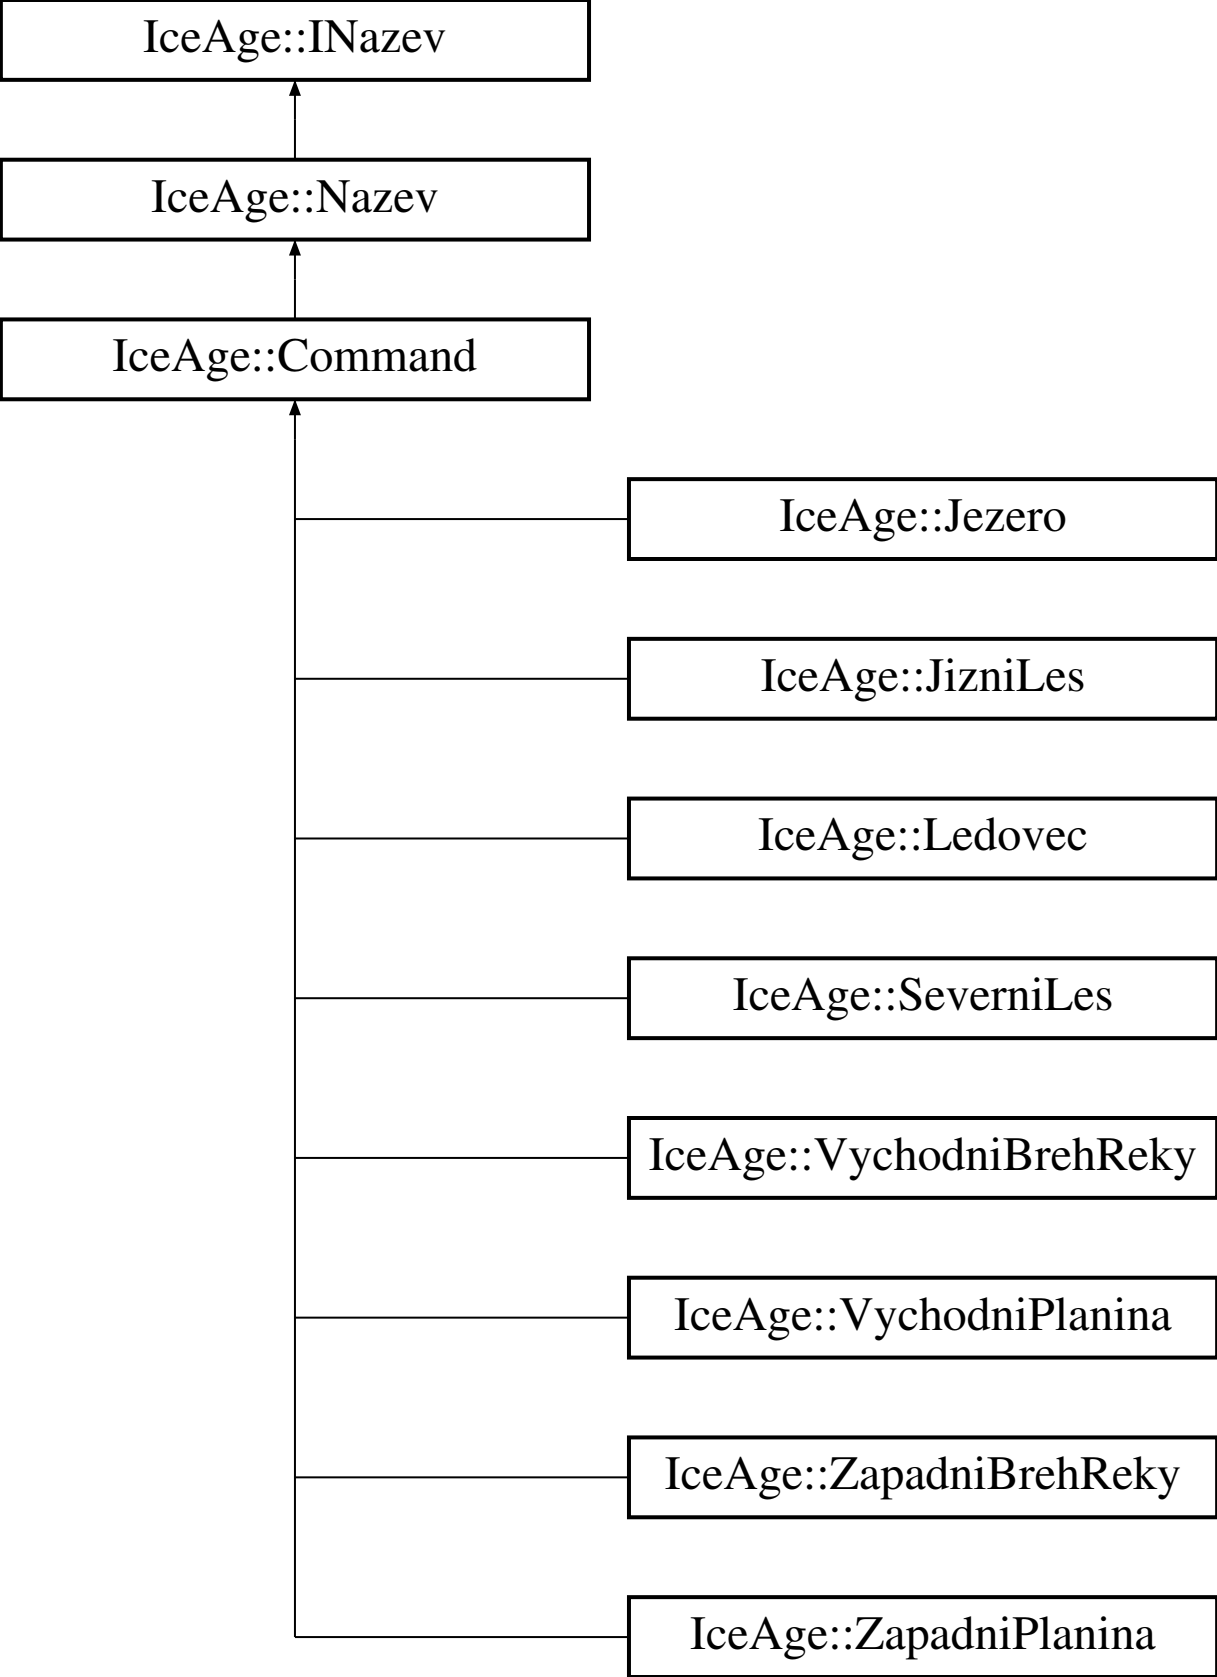 IceAge::INazev
IceAge::Nazev
IceAge::Command
IceAge::Jezero
IceAge::JizniLes
IceAge::Ledovec
IceAge::SeverniLes
IceAge::VychodniBrehReky
IceAge::VychodniPlanina
IceAge::ZapadniBrehReky
IceAge::ZapadniPlanina